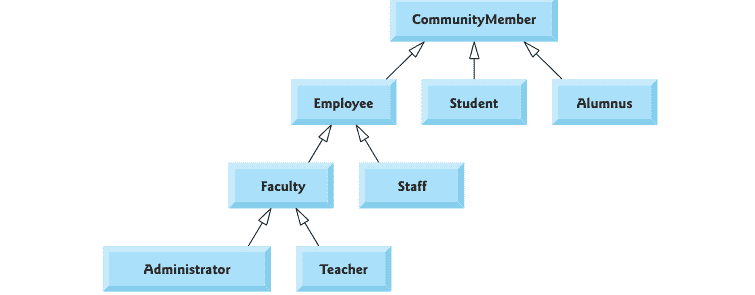 CommunityMember
Employee
Student
Alumnus
Faculty
Staff
Administrator
Teacher